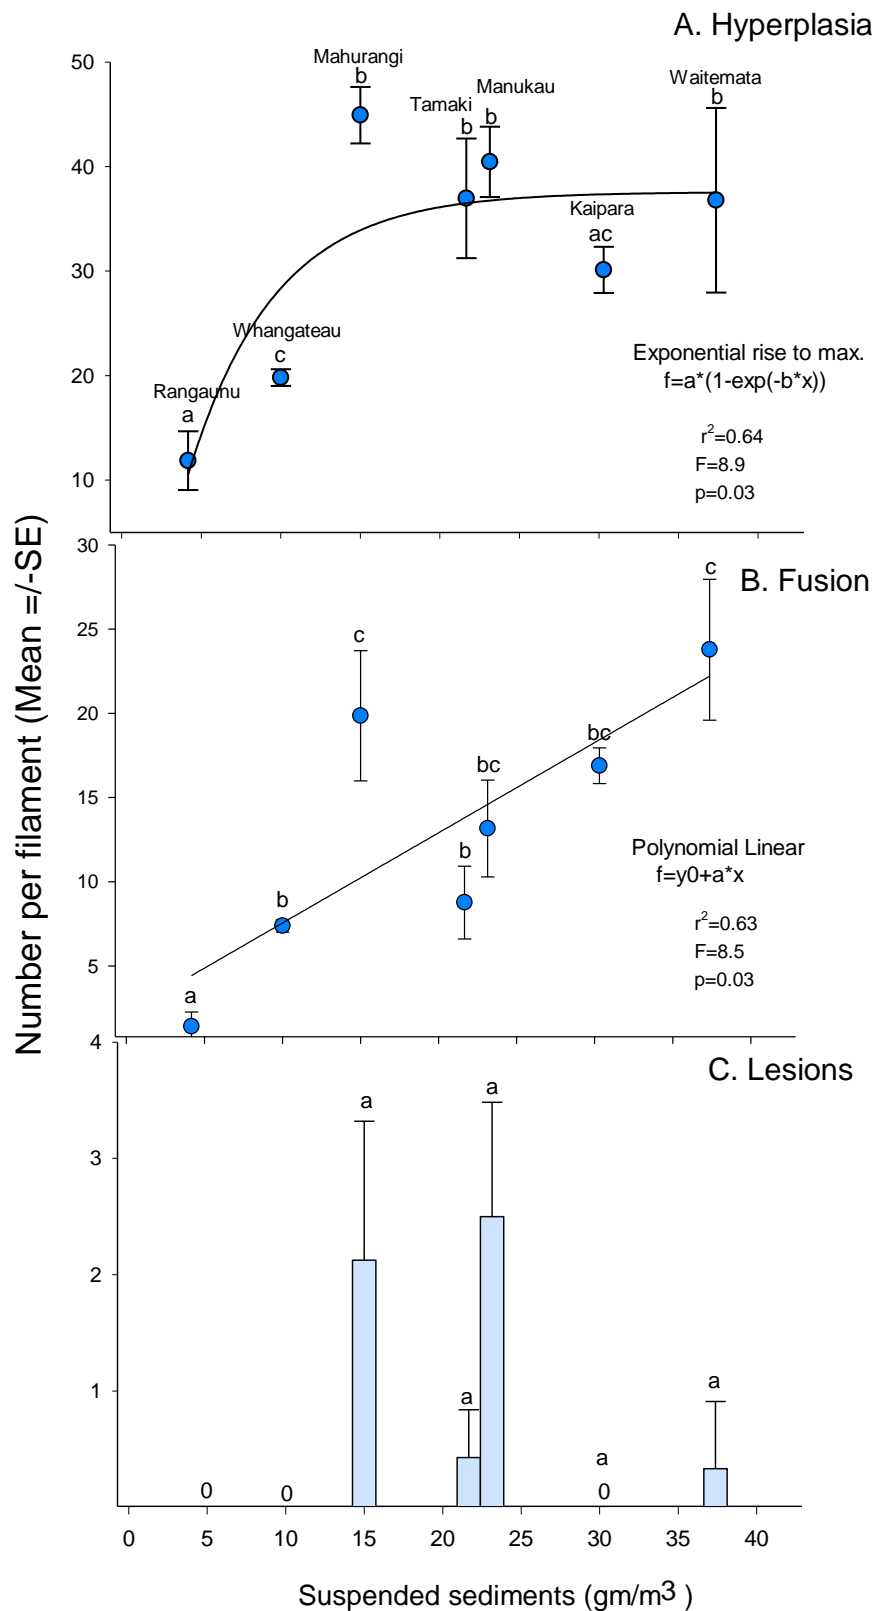 A. Hyperplasia
50
40
30
20
10
Mahurangi
b
Tamaki
b
Manukau
b
Waitemata
b
Kaipara
ac
Whangateau
c
Rangaunu
a
Exponential rise to max.
f=a*(1-exp(-b*x))
r²=0.64
F=8.9
p=0.03
Number per filament (Mean =/-SE)
B. Fusion
30
25
20
15
10
5
c
c
bc
bc
b
b
a
Polynomial Linear
f=y0+a*x
r²=0.63
F=8.5
p=0.03
C. Lesions
4
3
2
1
a
a
a
a
a
0
0
0
0 5 10 15 20 25 30 35 40
Suspended sediments (gm/m³ )